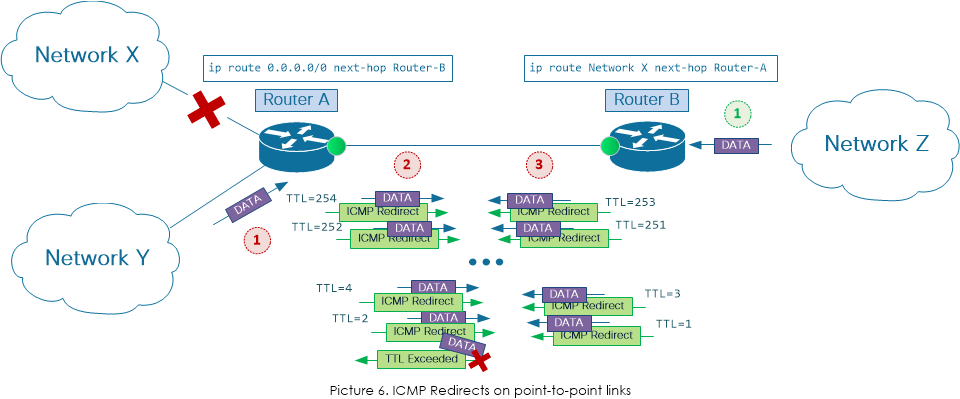 Network X
ip route 0.0.0.0/0 next-hop Router-B
ip route Network X next-hop Router-A
Router A
Router B
1
DATA
Network Z
2
3
DATA
1
Network Y
TTL=254
DATA
ICMP Redirect
TTL=252
DATA
ICMP Redirect
DATA
TTL=253
ICMP Redirect
DATA
TTL=251
ICMP Redirect
TTL=4
DATA
ICMP Redirect
TTL=2
DATA
ICMP Redirect
DATA
TTL Exceeded
DATA
TTL=3
ICMP Redirect
DATA
TTL=1
ICMP Redirect
Picture 6. ICMP Redirects on point-to-point links